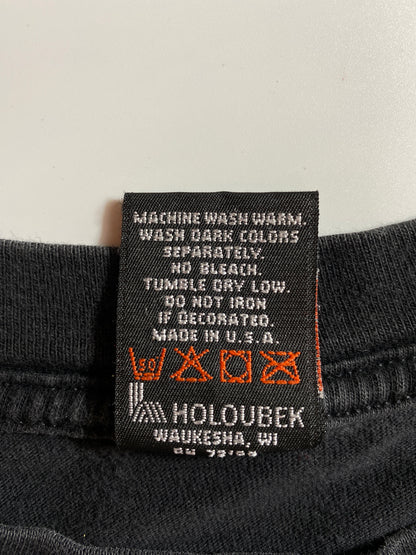 MACHINE WASH WARM.
WASH DARK COLORS
SEPARATELY.
NO BLEACH.
TUMBLE DRY LOW.
DO NOT IRON
IF DECORATED.
MADE IN U.S.A.
50
HOLOUBEK
WAUKESHA, WI